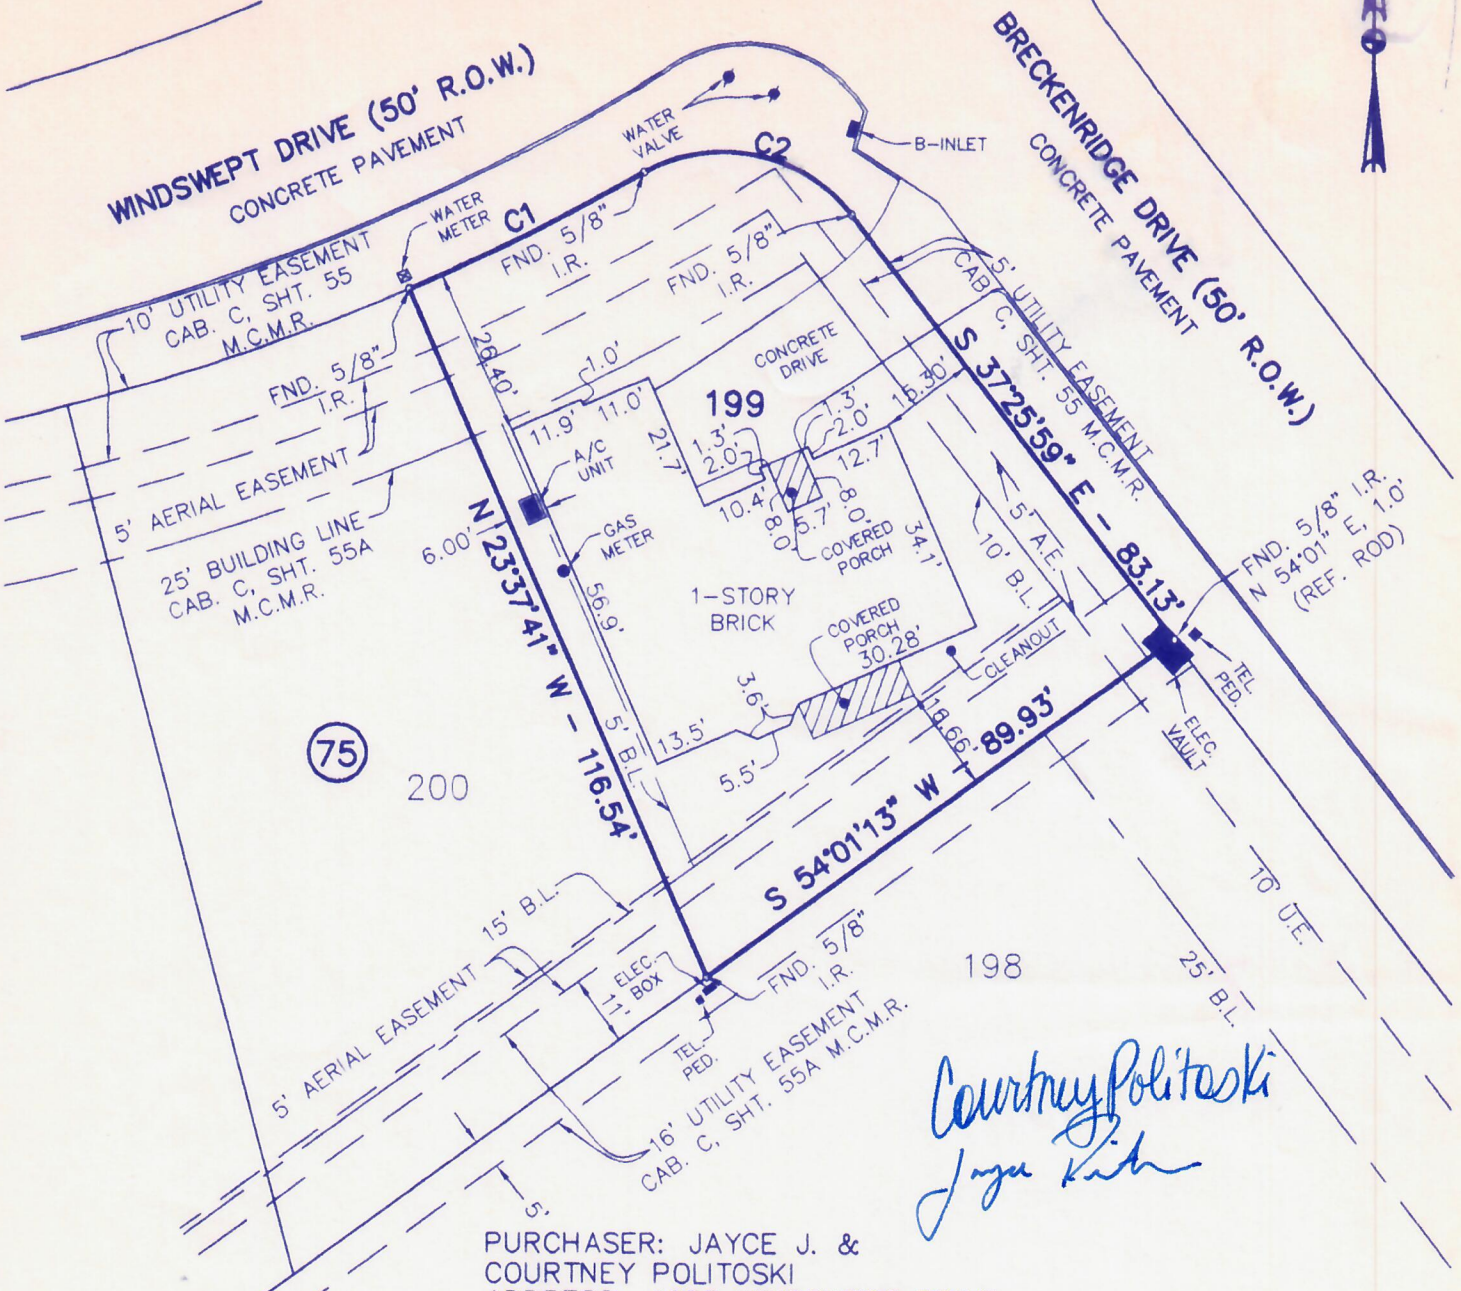 WINDSWEPT DRIVE (50' R.O.W.)
CONCRETE PAVEMENT
BRECKENRIDGE DRIVE (50' R.O.W.)
CONCRETE PAVEMENT
WATER
VALVE
C2
B-INLET
WATER
METER
C1
FND. 5/8"
I.R.
FND. 5/8"
I.R.
10' UTILITY EASEMENT
CAB. C, SHT. 55
M.C.M.R.
5' UTILITY EASEMENT
CAB. C, SHT. 55 M.C.M.R.
S 37°25'59" E - 83.13'
FND. 5/8"
I.R.
26.40'
1.0'
CONCRETE
DRIVE
199
11.9'
11.0'
21.7'
1.3'
2.0'
1.3'
2.0'
15.30'
12.7'
10.4'
8.0'
5.7'
8.0'
COVERED
PORCH
34.1'
A/C
UNIT
GAS
METER
5' AERIAL EASEMENT
25' BUILDING LINE
CAB. C, SHT. 55A
M.C.M.R.
6.00'
N 23°37'41" W - 116.54'
56.9'
1-STORY
BRICK
COVERED
PORCH
30.28'
CLEANOUT
10' B.L.
5' A.E.
FND. 5/8" I.R.
N 54°01" E, 1.0'
(REF. ROD)
TEL.
PED.
ELEC.
VAULT
3.6'
13.5'
5.5'
18.66'
5' B.L.
S 54°01'13" W - 89.93'
75
200
15' B.L.
5' AERIAL EASEMENT
ELEC.
BOX
11'
FND. 5/8"
I.R.
TEL.
PED.
16' UTILITY EASEMENT
CAB. C, SHT. 55A M.C.M.R.
5'
198
10' U.E.
25' B.L.
Courtney Politoski
PURCHASER: JAYCE J. &
COURTNEY POLITOSKI